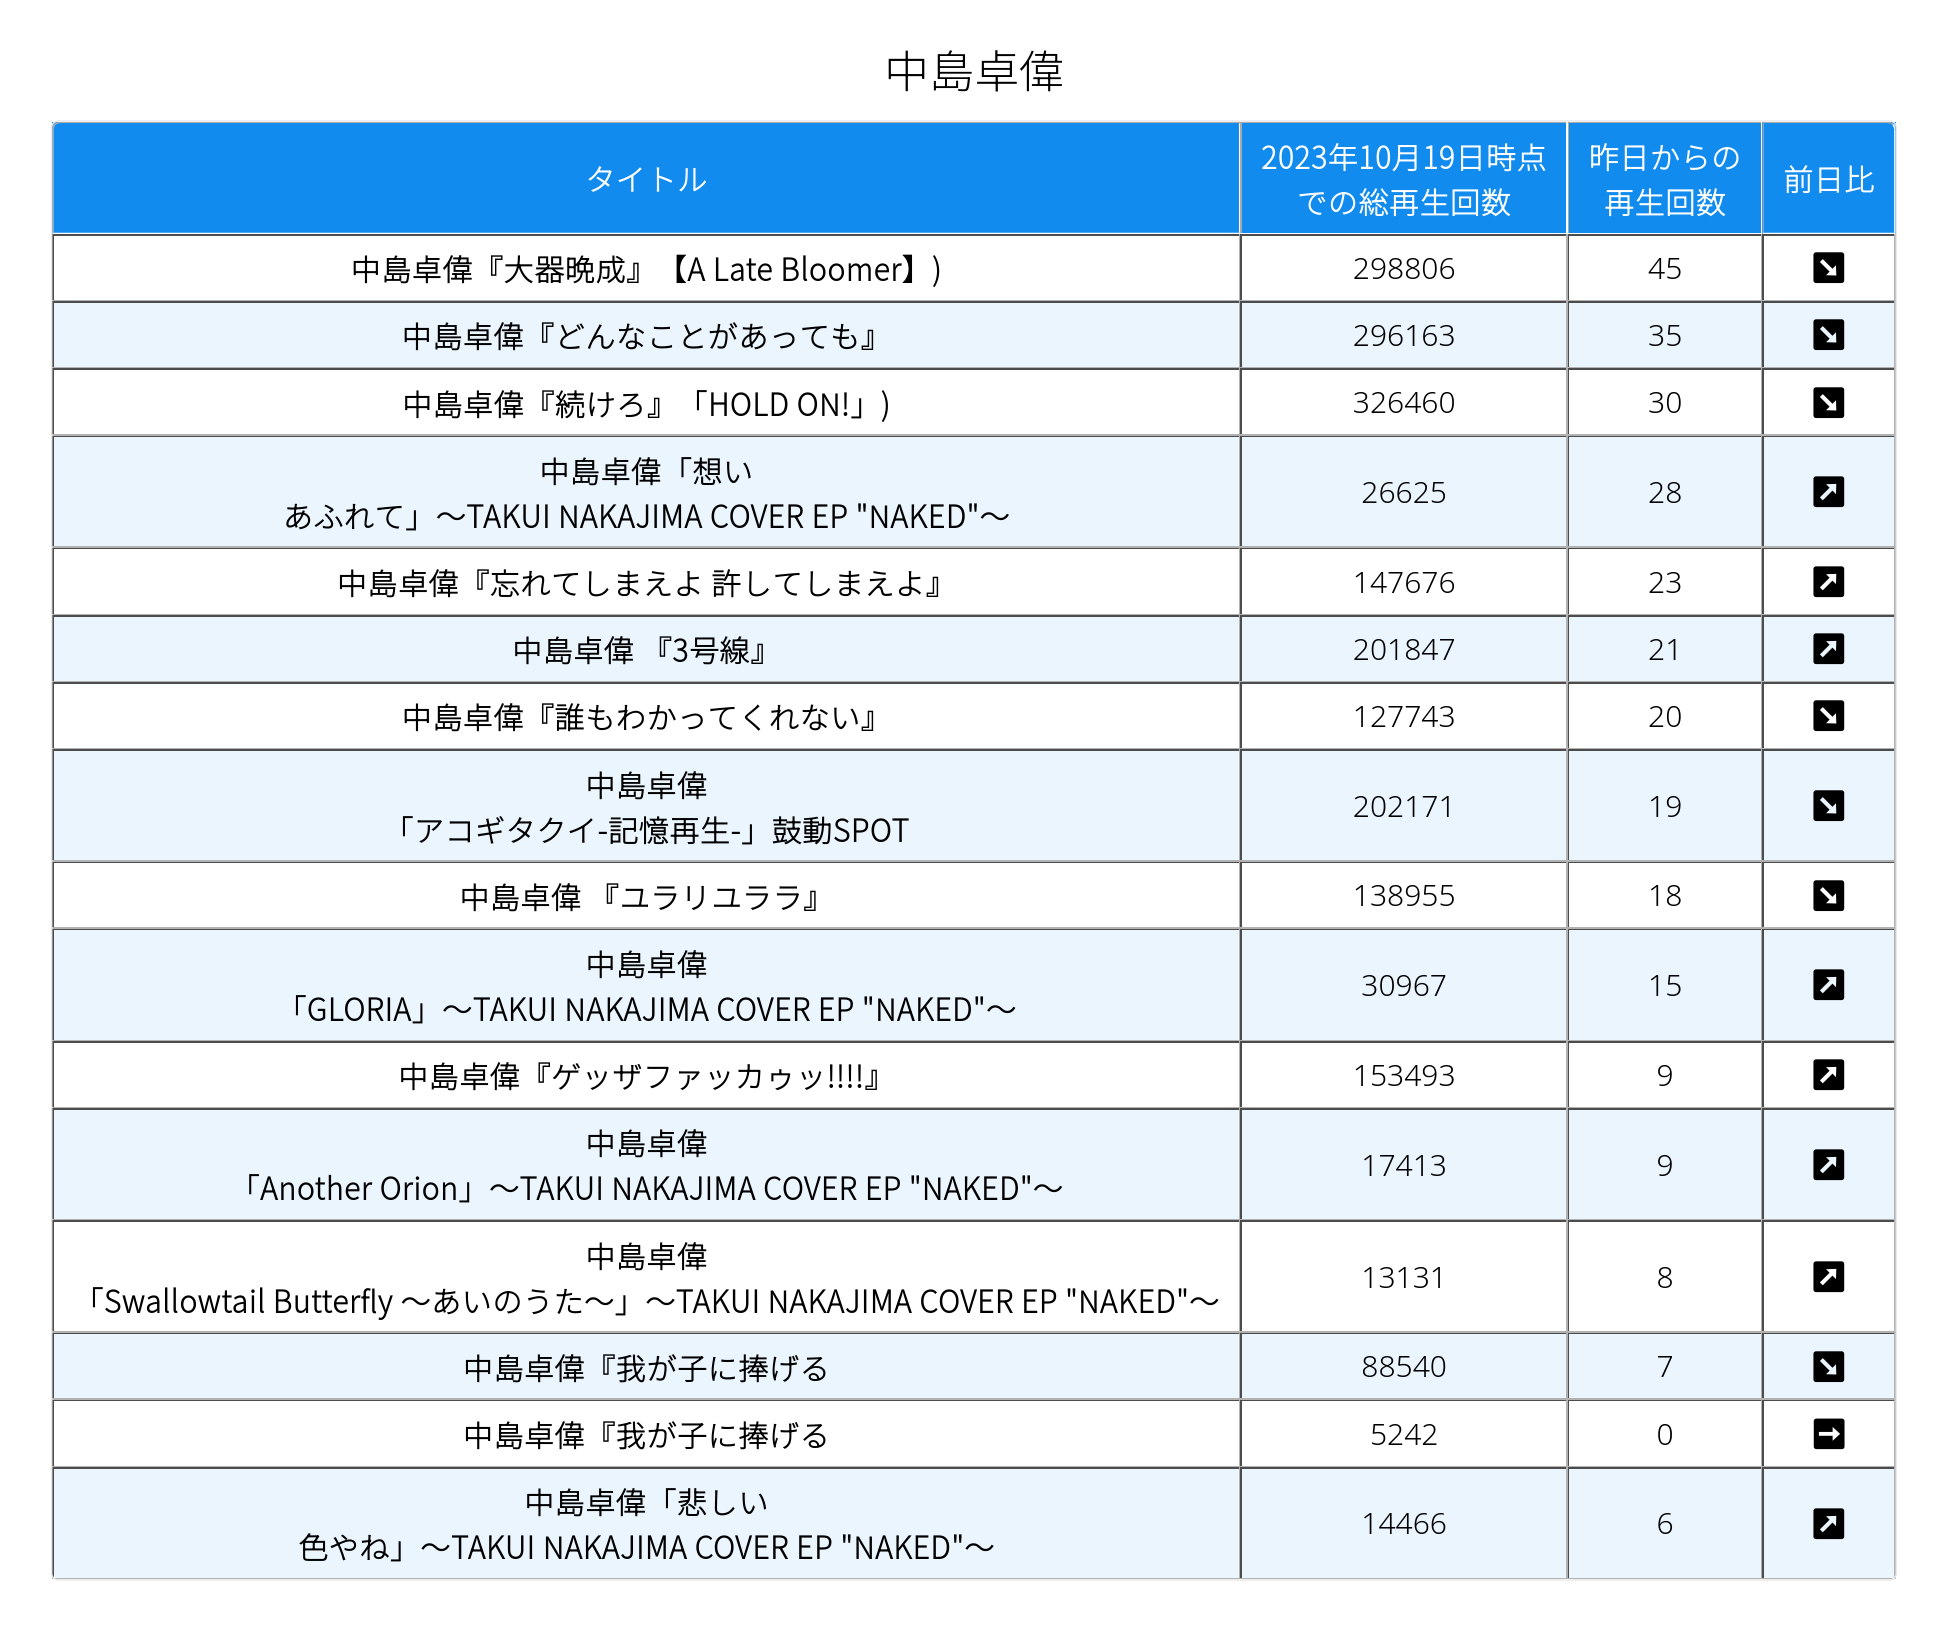 中島卓偉
タイトル
2023年10月19日時点
での総再生回数
昨日からの
再生回数
前日比
中島卓偉『大器晩成』【A Late Bloomer】)
298806
45
中島卓偉『どんなことがあっても』
296163
35
中島卓偉『続けろ』「HOLD ON!」)
326460
30
中島卓偉「想い
あふれて」～TAKUI NAKAJIMA COVER EP "NAKED"～
26625
28
中島卓偉『忘れてしまえよ 許してしまえよ』
147676
23
中島卓偉 『3号線』
201847
21
中島卓偉『誰もわかってくれない』
127743
20
中島卓偉
「アコギタクイ-記憶再生-」鼓動SPOT
202171
19
中島卓偉 『ユラリユララ』
138955
18
中島卓偉
「GLORIA」～TAKUI NAKAJIMA COVER EP "NAKED"～
30967
15
中島卓偉『ゲッザファッカゥッ!!!!』
153493
9
中島卓偉
「Another Orion」～TAKUI NAKAJIMA COVER EP "NAKED"～
17413
9
中島卓偉
「Swallowtail Butterfly ～あいのうた～」～TAKUI NAKAJIMA COVER EP "NAKED"～
13131
8
中島卓偉『我が子に捧げる
88540
7
中島卓偉『我が子に捧げる
5242
0
中島卓偉「悲しい
色やね」～TAKUI NAKAJIMA COVER EP "NAKED"～
14466
6